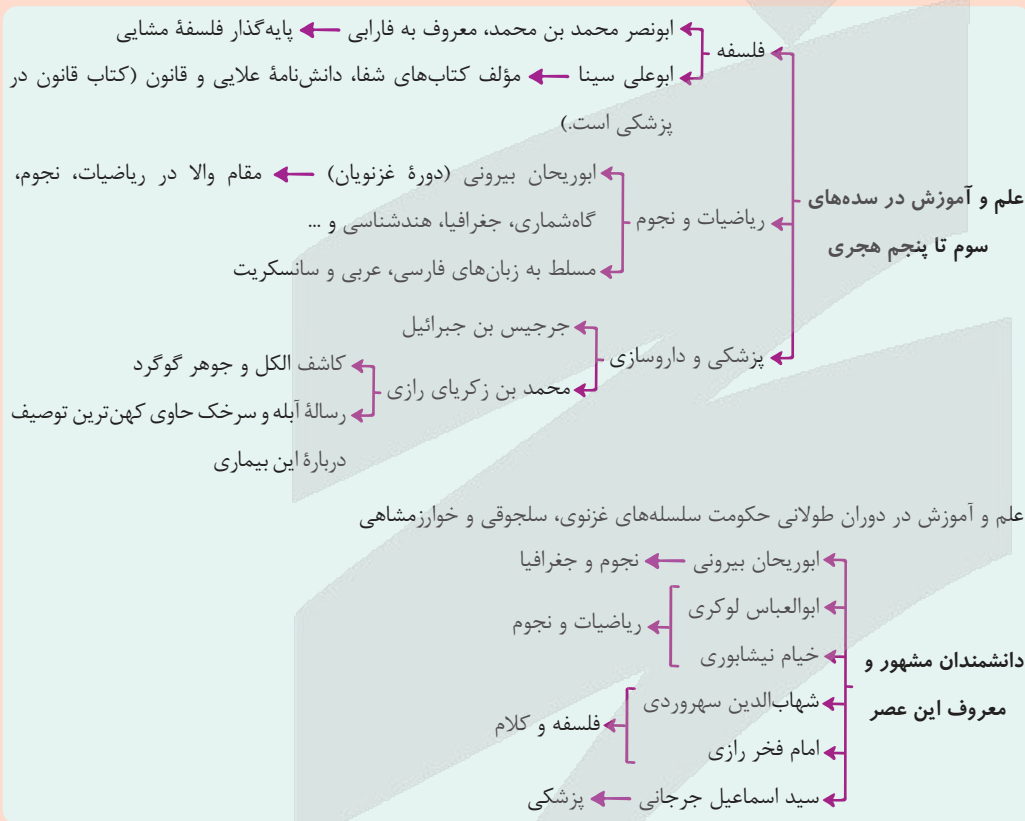 ابونصر محمد بن محمد، معروف به فارابی
پایه‌گذار فلسفهٔ مشایی
فلسفه
ابوعلی سینا
مؤلف کتاب‌های شفا، دانش‌نامهٔ علایی و قانون (کتاب قانون در
پزشکی است.)
ابوریحان بیرونی (دورهٔ غزنویان)
مقام والا در ریاضیات، نجوم،
علم و آموزش در سده‌های
ریاضیات و نجوم
گاه‌شماری، جغرافیا، هندشناسی و ...
سوم تا پنجم هجری
مسلط به زبان‌های فارسی، عربی و سانسکریت
جرجیس بن جبرائیل
پزشکی و داروسازی
کاشف الکل و جوهر گوگرد
محمد بن زکریای رازی
رسالهٔ آبله و سرخک حاوی کهن‌ترین توصیف
دربارهٔ این بیماری
علم و آموزش در دوران طولانی حکومت سلسله‌های غزنوی، سلجوقی و خوارزمشاهی
ابوریحان بیرونی
نجوم و جغرافیا
ابوالعباس لوکری
ریاضیات و نجوم
خیام نیشابوری
دانشمندان مشهور و
معروف این عصر
شهاب‌الدین سهروردی
فلسفه و کلام
امام فخر رازی
سید اسماعیل جرجانی
پزشکی